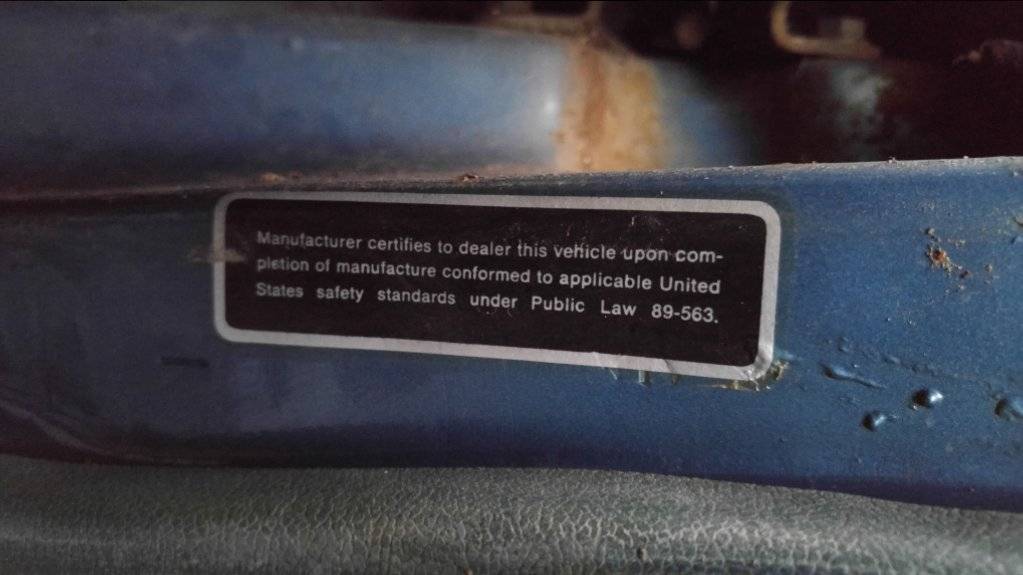 Manufacturer certifies to dealer this vehicle upon com-
pletion of manufacture conformed to applicable United
States safety standards under Public Law 89-563.